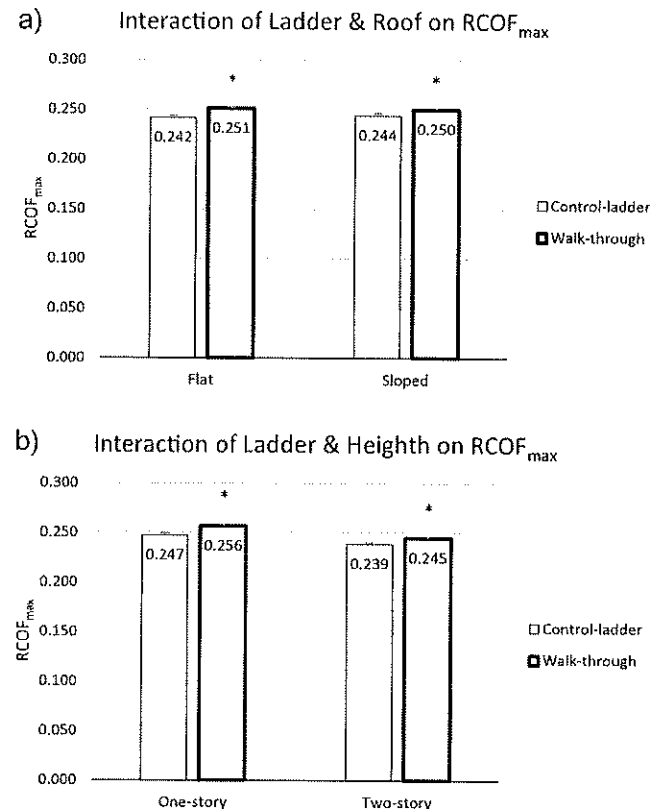 a) Interaction of Ladder & Roof on RCOFmax
0.300
* *
0.250
0.242 0.251 0.244 0.250
0.200
RCOFmax
0.150
Control-ladder
Walk-through
0.100
0.050
0.000
Flat Sloped
b) Interaction of Ladder & Heighth on RCOFmax
0.300
* *
0.250
0.247 0.256 0.239 0.245
0.200
RCOFmax
0.150
Control-ladder
Walk-through
0.100
0.050
0.000
One-story Two-story